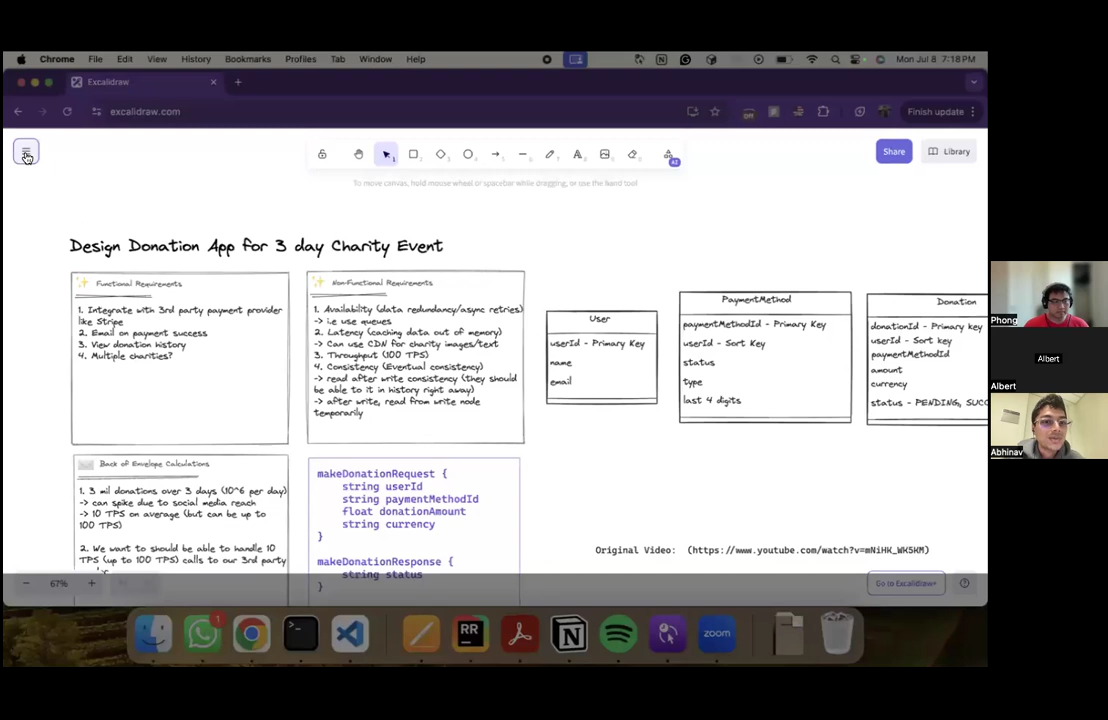 Chrome File Edit View History Bookmarks Profiles Tab Window Help
Mon Jul 8 7:18 PM
Excalidraw
excalidraw.com
off
Finish update
Share
Library
AI
To move canvas, hold mouse wheel or spacebar while dragging, or use the hand tool
Design Donation App for 3 day Charity Event
Functional Requirements
1. Integrate with 3rd party payment provider
like Stripe
2. Email on payment success
3. View donation history
4. Multiple charities?
Non-Functional Requirements
1. Availability (data redundancy/async retries)
-> i.e use queues
2. Latency (caching data out of memory)
-> Can use CDN for charity images/text
3. Throughput (100 TPS)
4. Consistency (Eventual consistency)
-> read after write consistency (they should
be able to it in history right away)
-> after write, read from write node
temporarily
User
userId - Primary Key
name
email
PaymentMethod
paymentMethodId - Primary Key
userId - Sort Key
status
type
last 4 digits
Donation
donationId - Primary key
userId - Sort key
paymentMethodId
amount
currency
status - PENDING, SUCC
Back of Envelope Calculations
1. 3 mil donations over 3 days (10^6 per day)
-> can spike due to social media reach
-> 10 TPS on average (but can be up to
100 TPS)
2. We want to should be able to handle 10
TPS (up to 100 TPS) calls to our 3rd party
makeDonationRequest {
string userId
string paymentMethodId
float donationAmount
string currency
}
makeDonationResponse {
string status
}
Original Video: (https://www.youtube.com/watch?v=mNiHK_WK5KM)
67%
Go to Excalidraw+
1
RR
zoom
Phong
Albert
Albert
Abhinav